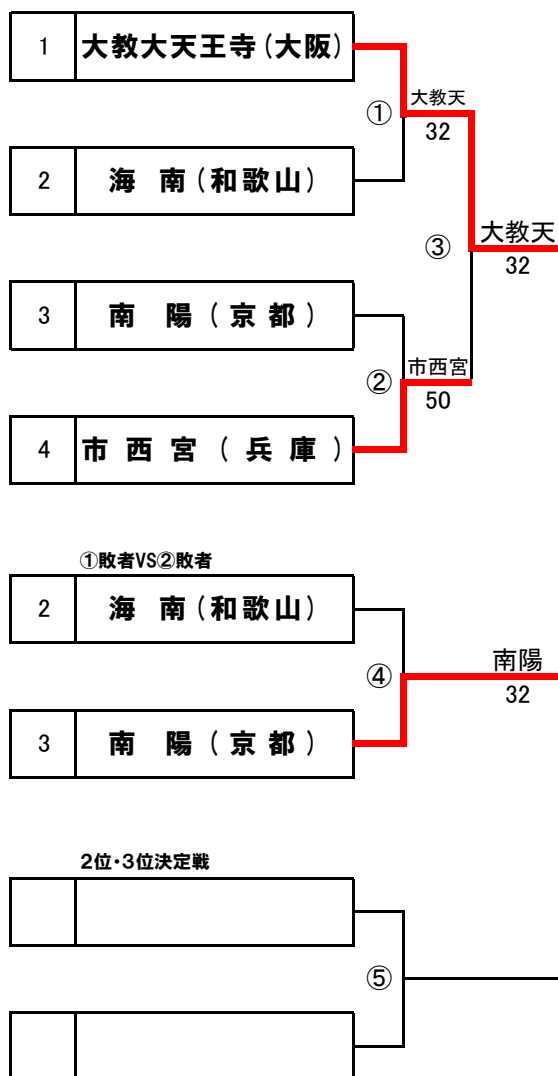 1 大教大天王寺(大阪)
大教天
①
32
2 海 南(和歌山)
③
大教天
32
3 南 陽(京都)
市西宮
②
50
4 市西宮(兵庫)
①敗者VS②敗者
2 海 南(和歌山)
南陽
④
32
3 南 陽(京都)
2位・3位決定戦
⑤